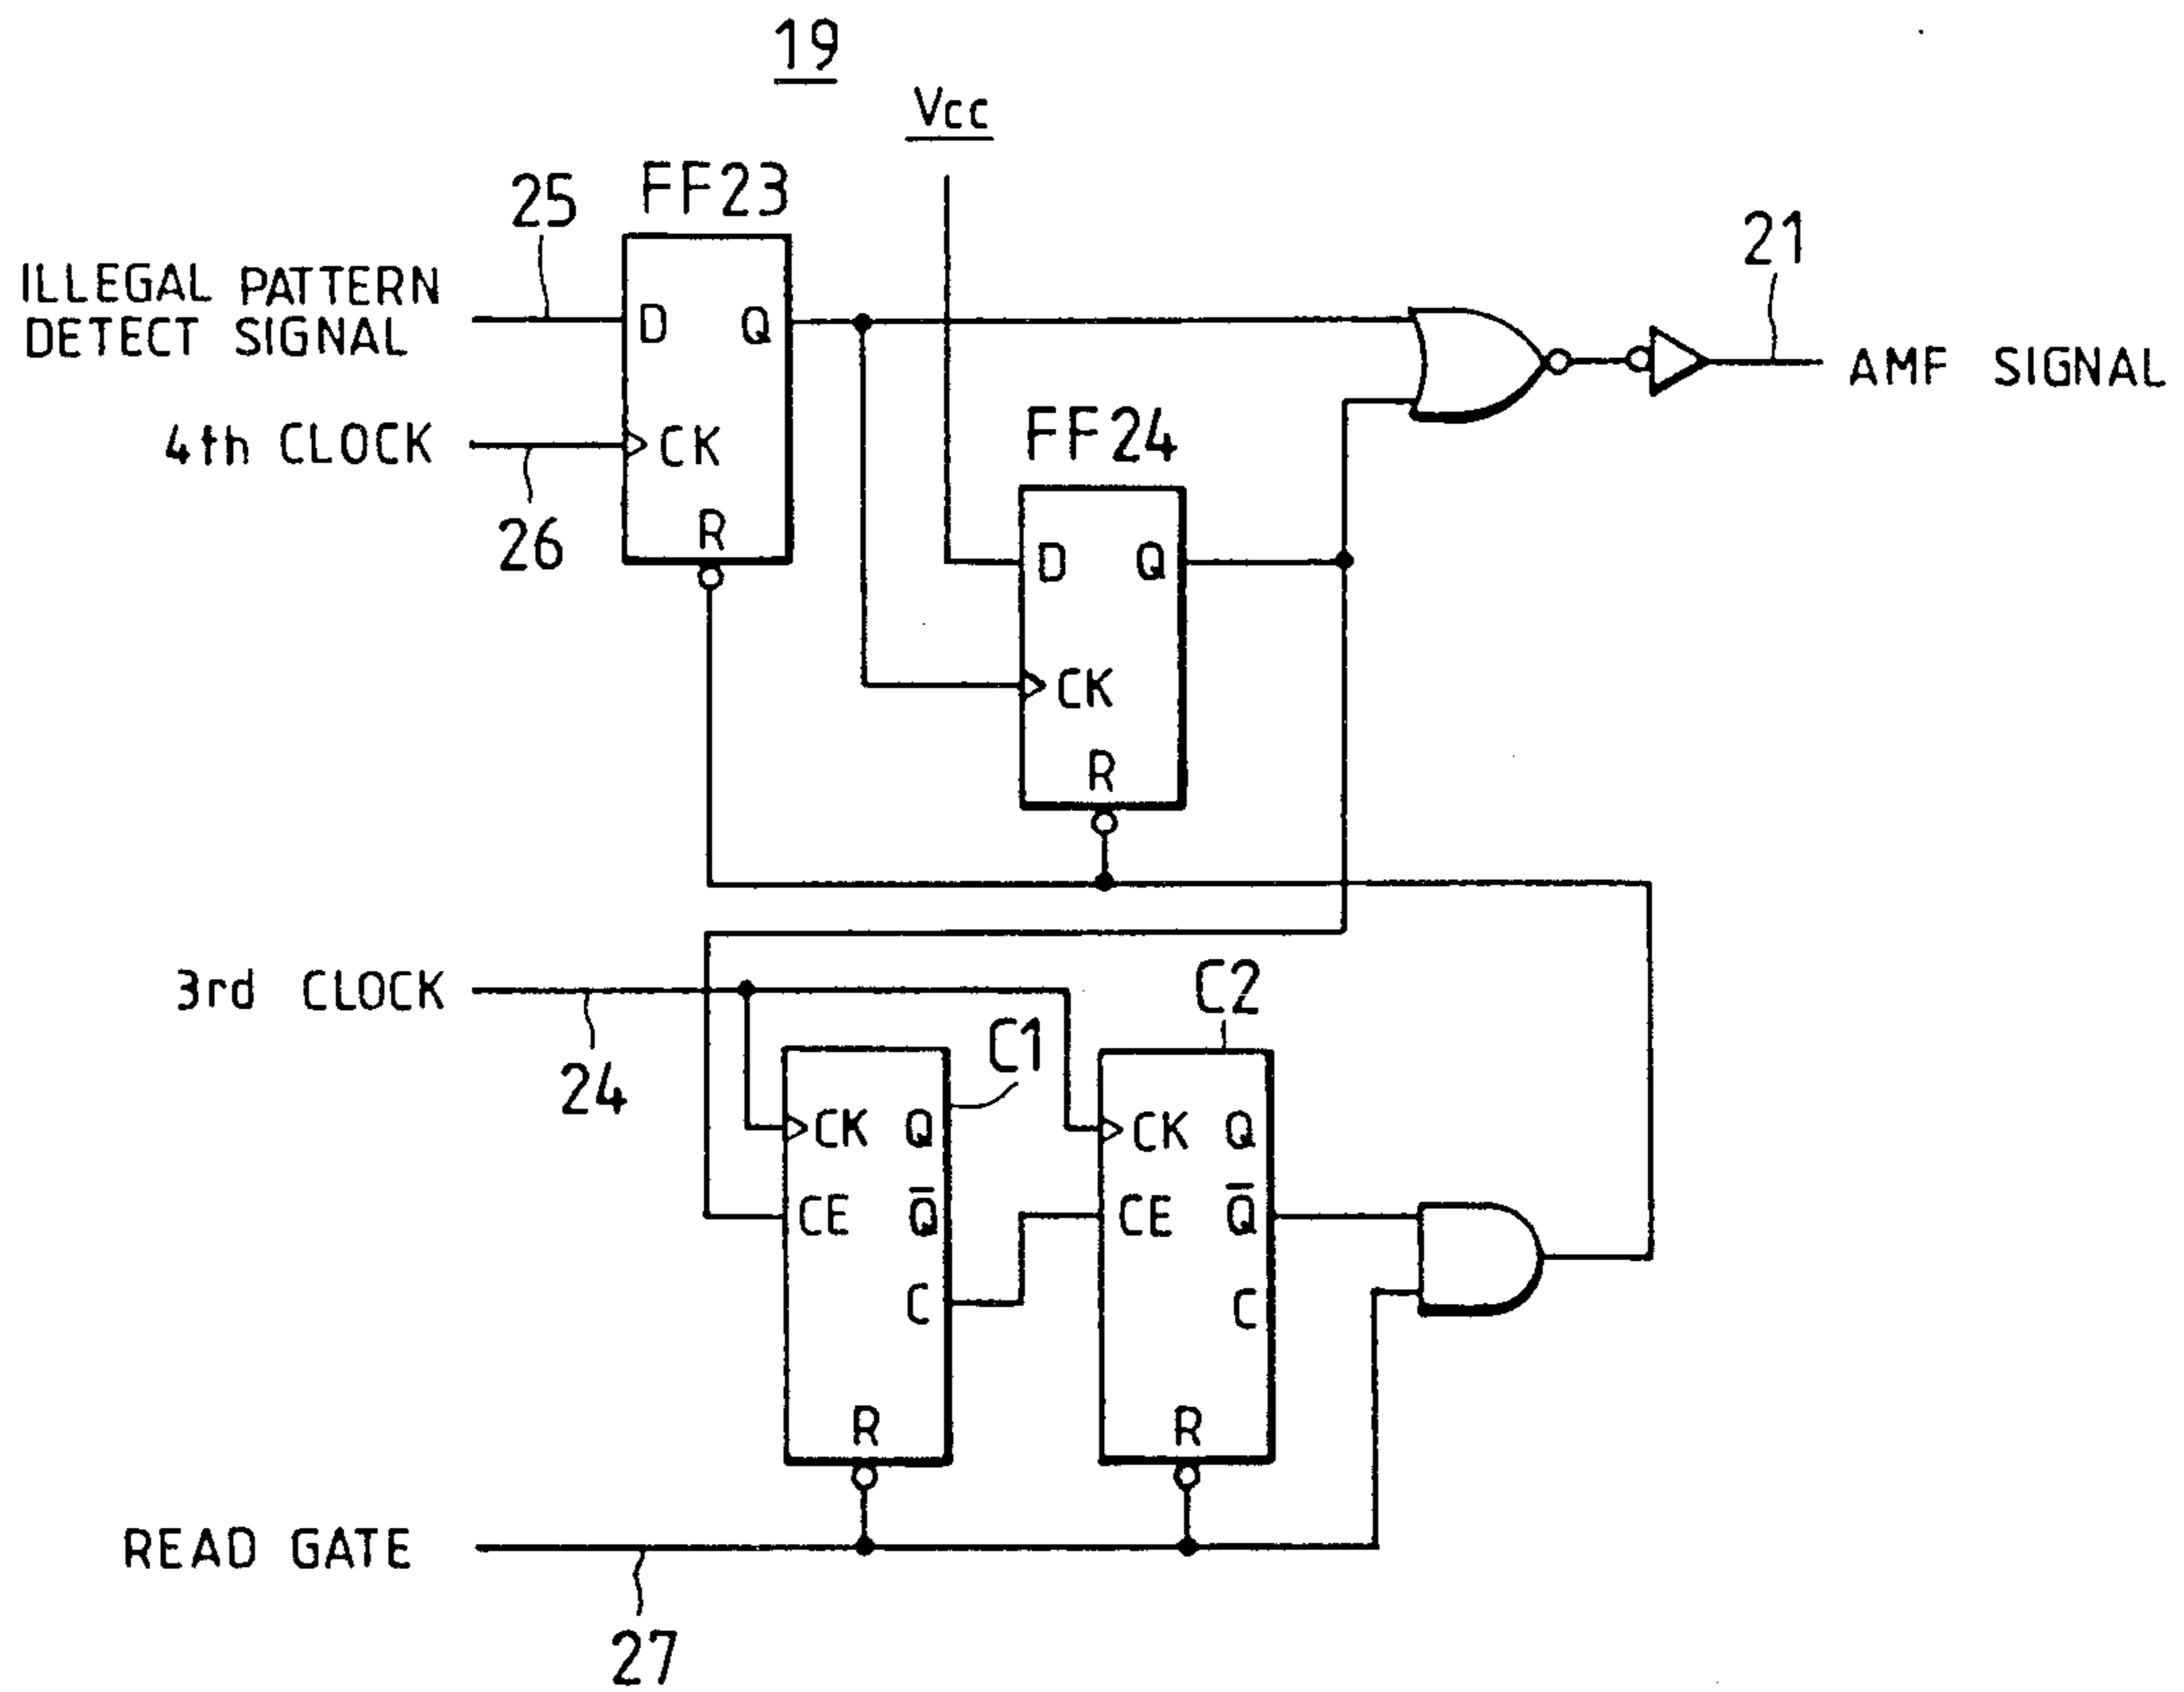 19
Vcc
FF23
25
21
ILLEGAL PATTERN
DETECT SIGNAL
D Q
AMF SIGNAL
4th CLOCK
CK
FF24
26
R
D Q
CK
R
3rd CLOCK
24
C1
C2
CK Q
CE Q̅
C
R
CK Q
CE Q̅
C
R
READ GATE
27